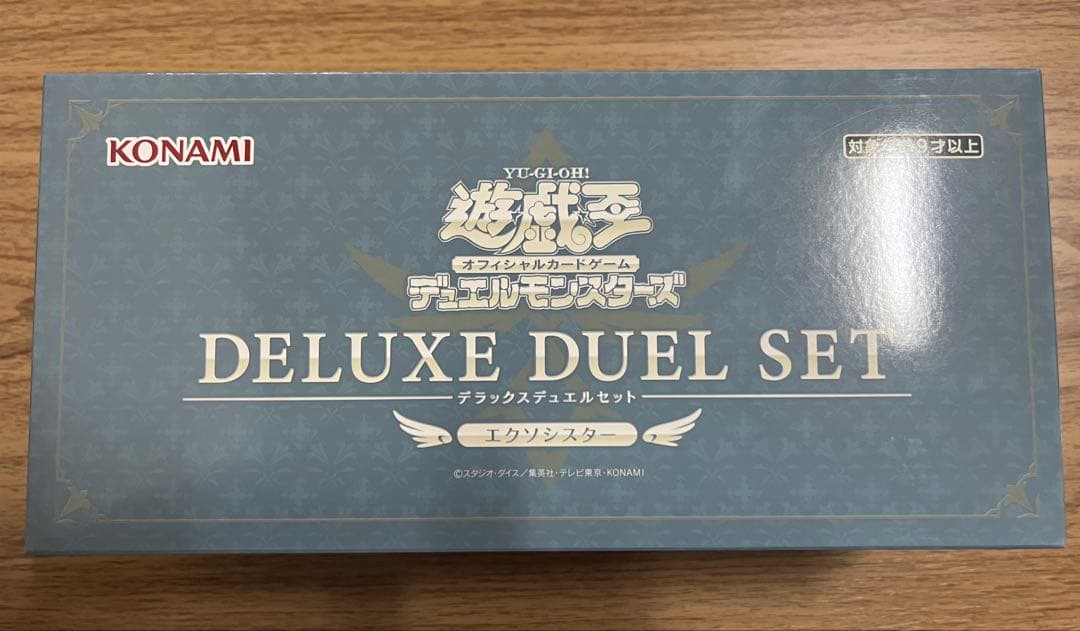 KONAMI
対象年齢9才以上
YU-GI-OH!
遊戯王
オフィシャルカードゲーム
デュエルモンスターズ
DELUXE DUEL SET
デラックスデュエルセット
エクソシスター
©スタジオ・ダイス/集英社・テレビ東京・KONAMI